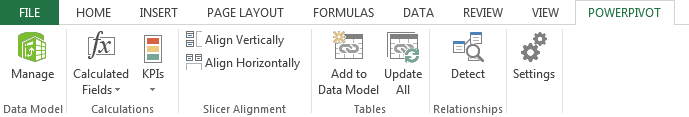 FILE HOME INSERT PAGE LAYOUT FORMULAS DATA REVIEW VIEW POWERPIVOT
Manage
Data Model
fx
Calculated
Fields
KPIs
Calculations
Align Vertically
Align Horizontally
Slicer Alignment
Add to
Data Model
Update
All
Tables
Detect
Relationships
Settings